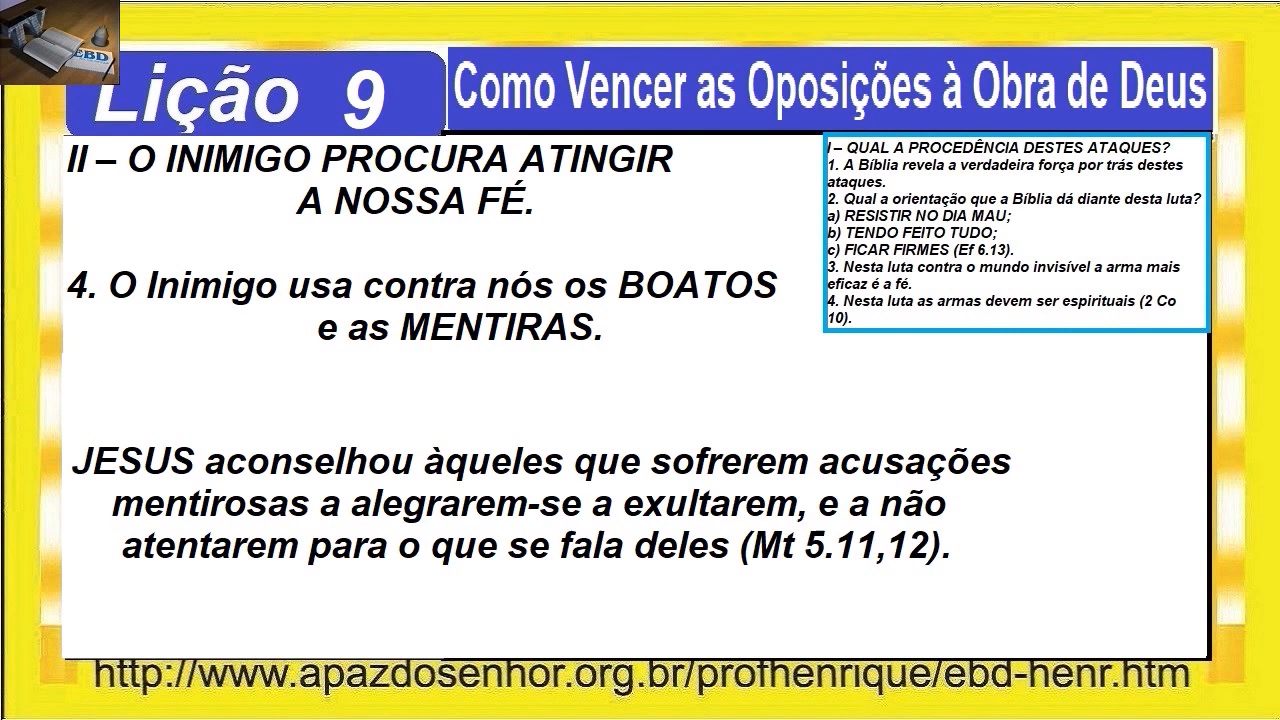 EBD
Lição 9
Como Vencer as Oposições à Obra de Deus
II – O INIMIGO PROCURA ATINGIR
A NOSSA FÉ.
4. O Inimigo usa contra nós os BOATOS
e as MENTIRAS.
JESUS aconselhou àqueles que sofrerem acusações
mentirosas a alegrarem-se a exultarem, e a não
atentarem para o que se fala deles (Mt 5.11,12).
I – QUAL A PROCEDÊNCIA DESTES ATAQUES?
1. A Bíblia revela a verdadeira força por trás destes
ataques.
2. Qual a orientação que a Bíblia dá diante desta luta?
a) RESISTIR NO DIA MAU;
b) TENDO FEITO TUDO;
c) FICAR FIRMES (Ef 6.13).
3. Nesta luta contra o mundo invisível a arma mais
eficaz é a fé.
4. Nesta luta as armas devem ser espirituais (2 Co
10).
http://www.apazdosenhor.org.br/profhenrique/ebd-henr.htm